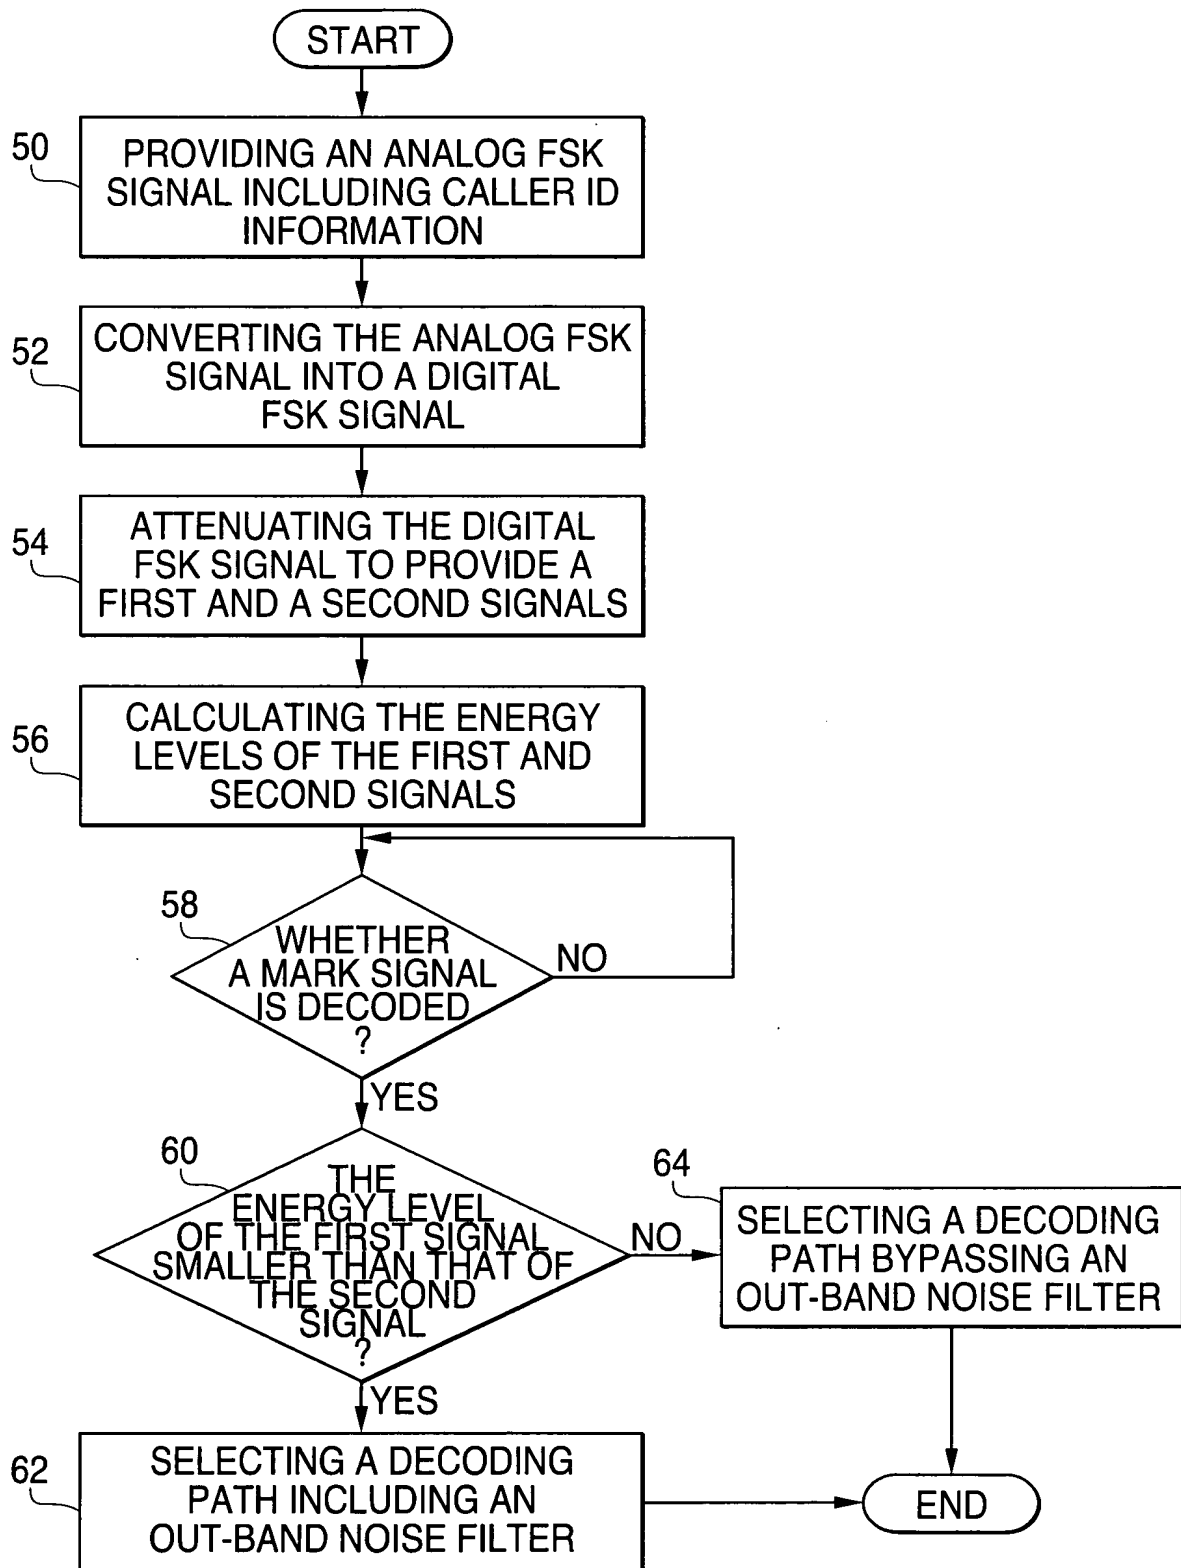 START
50
PROVIDING AN ANALOG FSK
SIGNAL INCLUDING CALLER ID
INFORMATION
52
CONVERTING THE ANALOG FSK
SIGNAL INTO A DIGITAL
FSK SIGNAL
54
ATTENUATING THE DIGITAL
FSK SIGNAL TO PROVIDE A
FIRST AND A SECOND SIGNALS
56
CALCULATING THE ENERGY
LEVELS OF THE FIRST AND
SECOND SIGNALS
58
WHETHER
A MARK SIGNAL
IS DECODED
?
NO
YES
60
THE
ENERGY LEVEL
OF THE FIRST SIGNAL
SMALLER THAN THAT OF
THE SECOND
SIGNAL
?
NO
YES
64
SELECTING A DECODING
PATH BYPASSING AN
OUT-BAND NOISE FILTER
62
SELECTING A DECODING
PATH INCLUDING AN
OUT-BAND NOISE FILTER
END